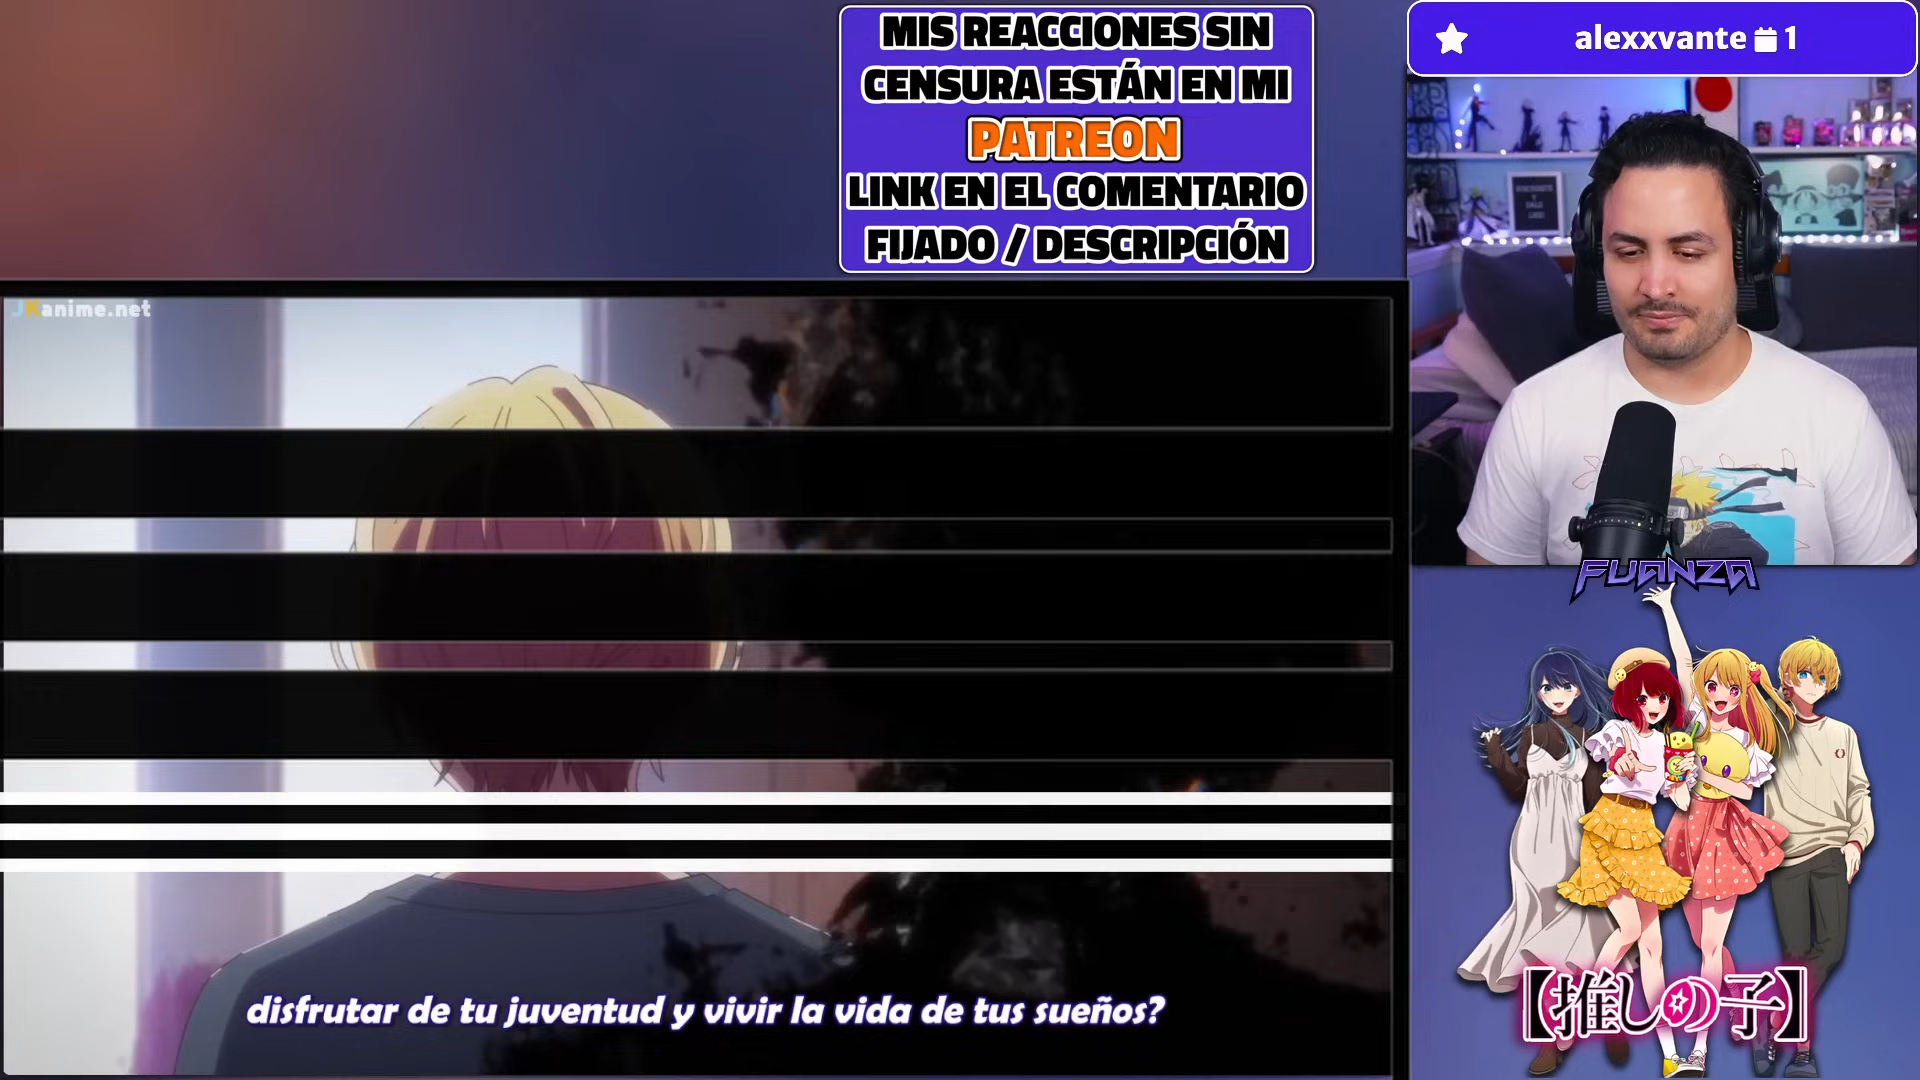 MIS REACCIONES SIN
CENSURA ESTÁN EN MI
PATREON
LINK EN EL COMENTARIO
FIJADO / DESCRIPCIÓN
alexxvante 1
JKanime.net
FUANZA
disfrutar de tu juventud y vivir la vida de tus sueños?
【推しの子】